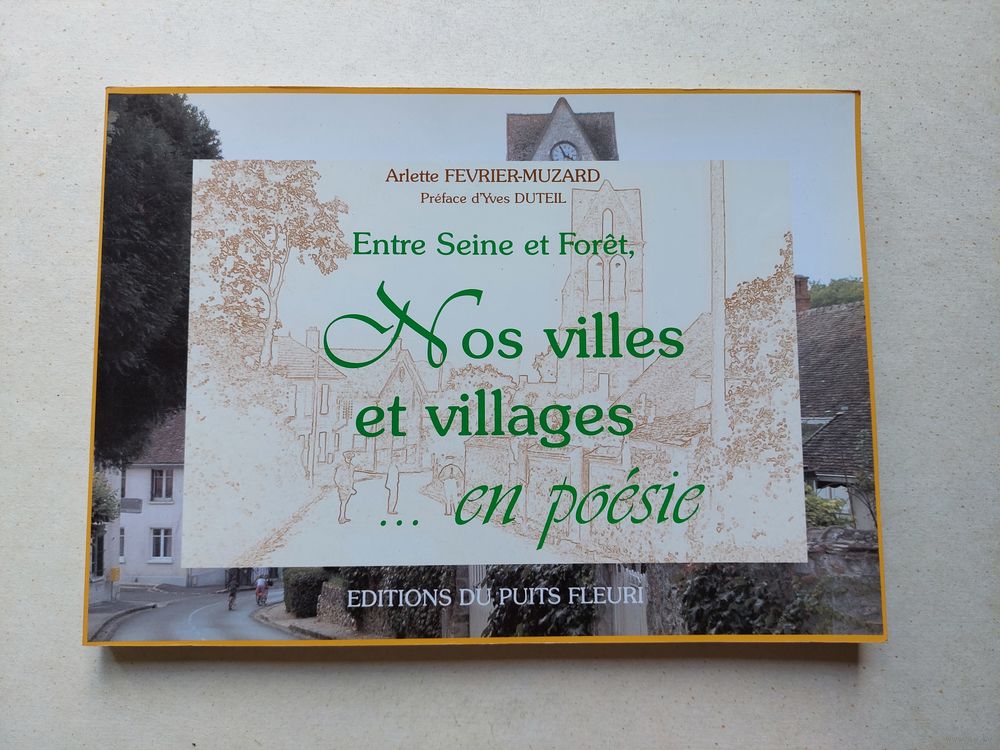 Arlette FEVRIER-MUZARD
Préface d'Yves DUTEIL
Entre Seine et Forêt,
Nos villes
et villages
... en poésie
EDITIONS DU PUITS FLEURI